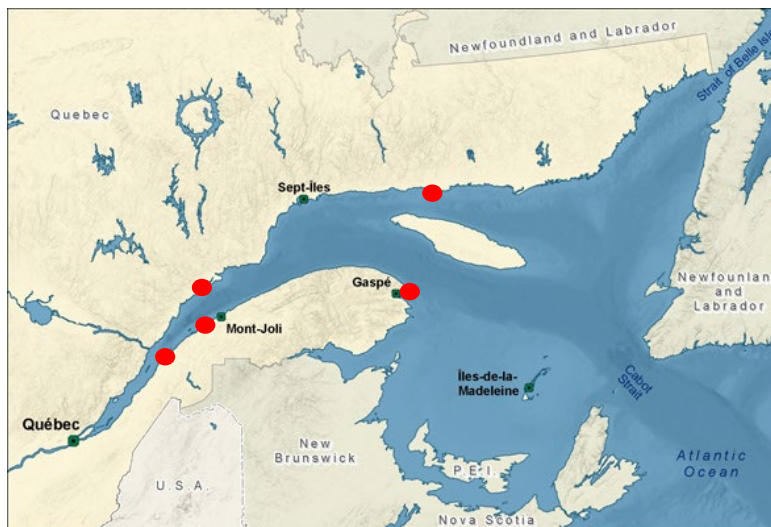 Newfoundland and Labrador
Strait of Belle Isle
Quebec
Sept-Îles
Gaspé
Mont-Joli
Newfounland
and
Labrador
Îles-de-la-
Madeleine
Cabot
Strait
Québec
New
Brunswick
P.E.I.
Atlantic
Ocean
U.S.A.
Nova Scotia